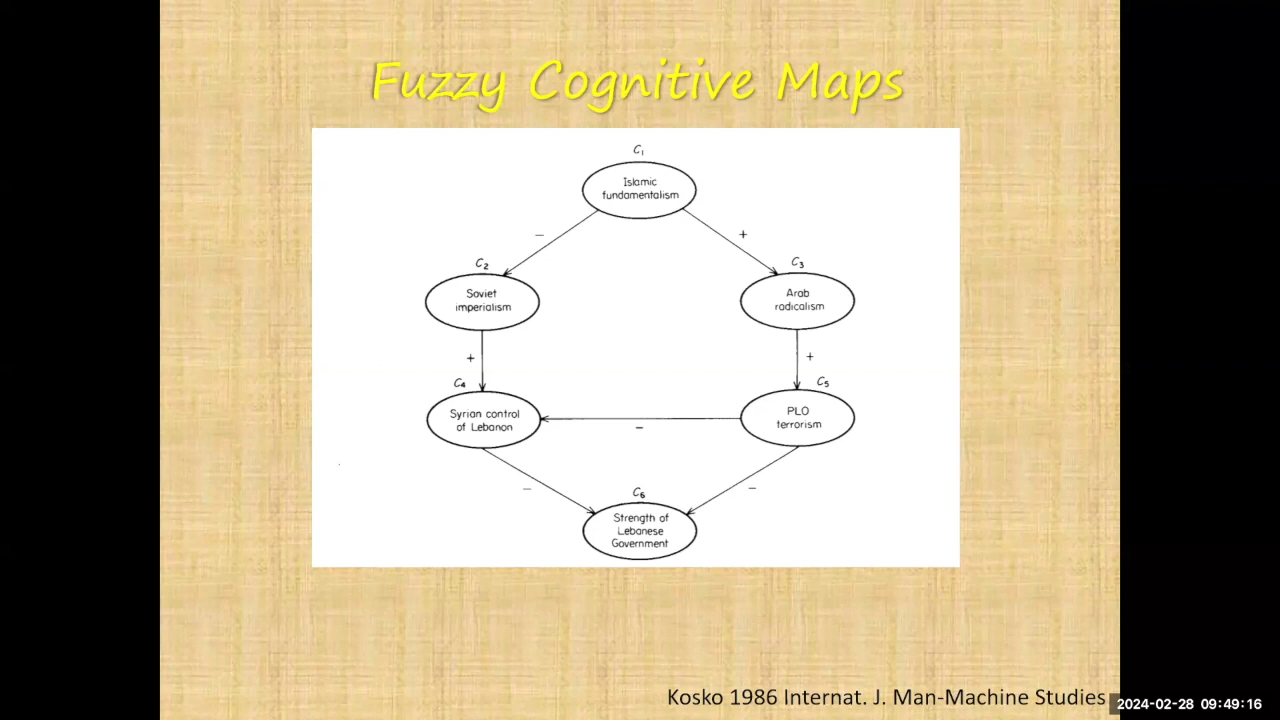 Fuzzy Cognitive Maps
C₁
Islamic
fundamentalism
−
+
C₂
C₃
Soviet
imperialism
Arab
radicalism
+
+
C₄
C₅
Syrian control
of Lebanon
PLO
terrorism
−
−
−
C₆
Strength of
Lebanese
Government
Kosko 1986 Internat. J. Man-Machine Studies
2024-02-28 09:49:16